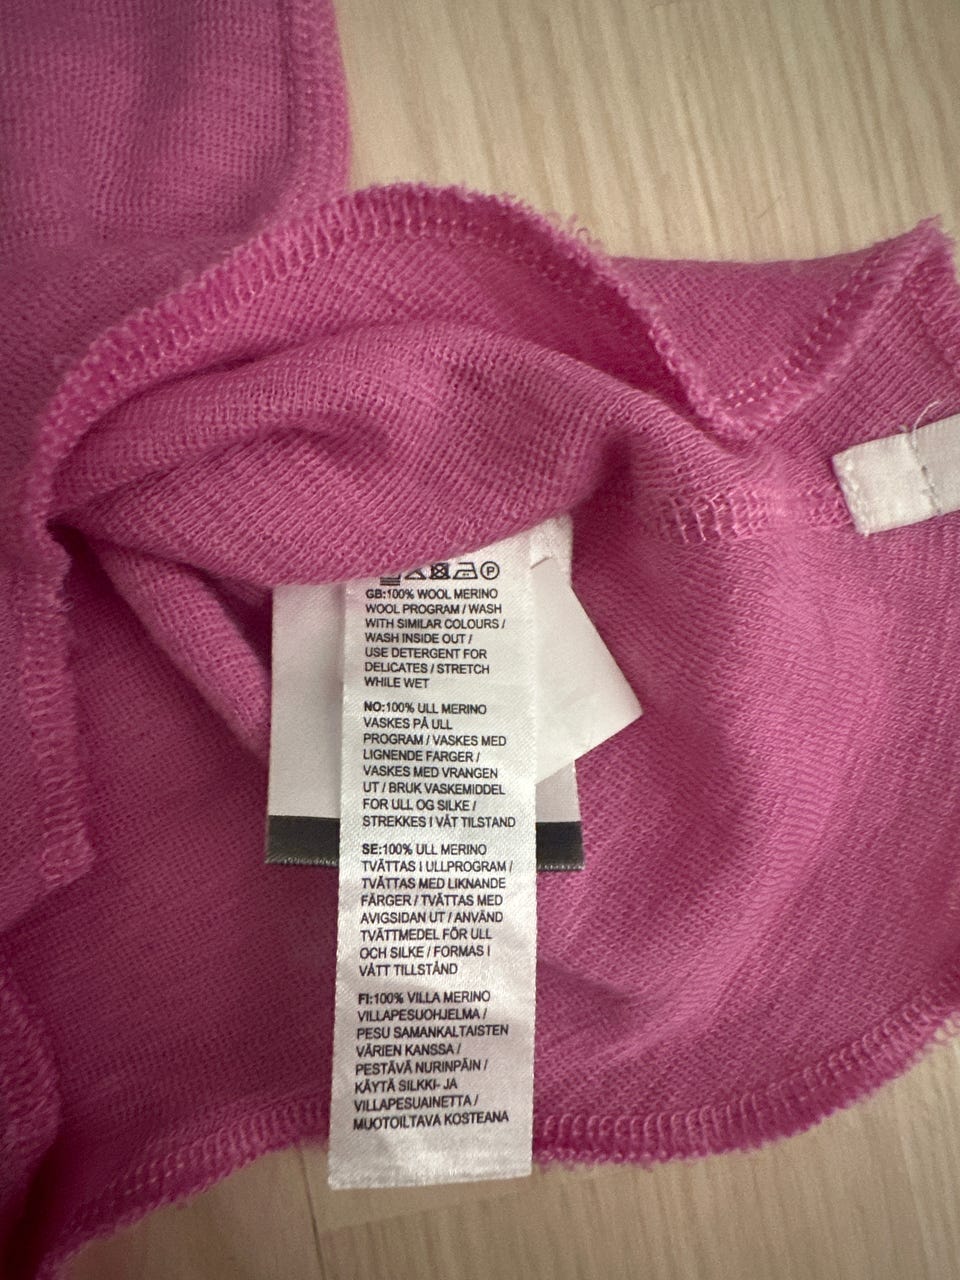 P
GB:100% WOOL MERINO
WOOL PROGRAM / WASH
WITH SIMILAR COLOURS /
WASH INSIDE OUT /
USE DETERGENT FOR
DELICATES / STRETCH
WHILE WET
NO:100% ULL MERINO
VASKES PÅ ULL
PROGRAM / VASKES MED
LIGNENDE FARGER /
VASKES MED VRANGEN
UT / BRUK VASKEMIDDEL
FOR ULL OG SILKE /
STREKKES I VÅT TILSTAND
SE:100% ULL MERINO
TVÄTTAS I ULLPROGRAM /
TVÄTTAS MED LIKNANDE
FÄRGER / TVÄTTAS MED
AVIGSIDAN UT / ANVÄND
TVÄTTMEDEL FÖR ULL
OCH SILKE / FORMAS I
VÅTT TILLSTÅND
FI:100% VILLA MERINO
VILLAPESUOHJELMA /
PESU SAMANKALTAISTEN
VÄRIEN KANSSA /
PESTÄVÄ NURINPÄIN /
KÄYTÄ SILKKI- JA
VILLAPESUAINETTA /
MUOTOILTAVA KOSTEANA